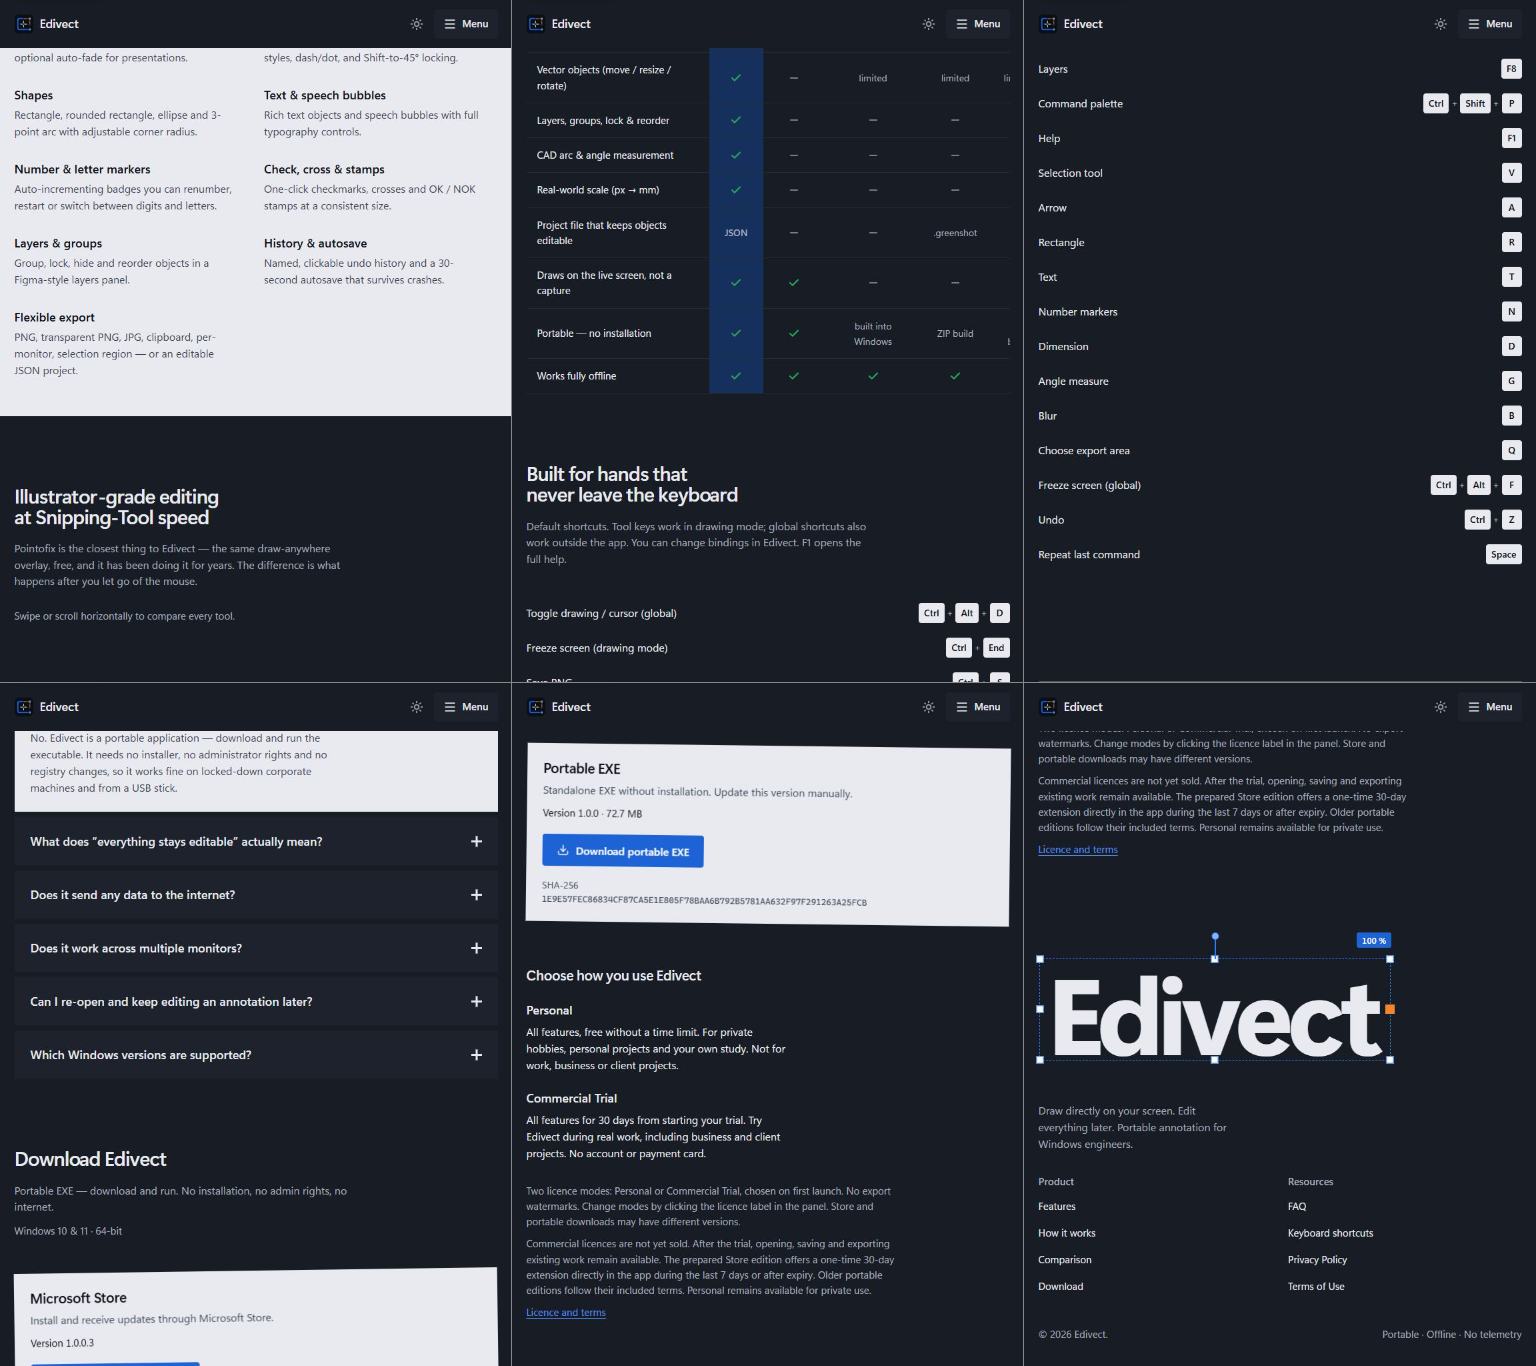 Edivect
Menu
optional auto-fade for presentations.
styles, dash/dot, and Shift-to-45° locking.
Shapes
Rectangle, rounded rectangle, ellipse and 3-
point arc with adjustable corner radius.
Text & speech bubbles
Rich text objects and speech bubbles with full
typography controls.
Number & letter markers
Auto-incrementing badges you can renumber,
restart or switch between digits and letters.
Check, cross & stamps
One-click checkmarks, crosses and OK / NOK
stamps at a consistent size.
Layers & groups
Group, lock, hide and reorder objects in a
Figma-style layers panel.
History & autosave
Named, clickable undo history and a 30-
second autosave that survives crashes.
Flexible export
PNG, transparent PNG, JPG, clipboard, per-
monitor, selection region — or an editable
JSON project.
Illustrator-grade editing
at Snipping-Tool speed
Pointofix is the closest thing to Edivect — the same draw-anywhere
overlay, free, and it has been doing it for years. The difference is what
happens after you let go of the mouse.
Swipe or scroll horizontally to compare every tool.
Edivect
Menu
Vector objects (move / resize /
rotate)
✓ — limited limited
Layers, groups, lock & reorder ✓ — — —
CAD arc & angle measurement ✓ — — —
Real-world scale (px → mm) ✓ — — —
Project file that keeps objects
editable
JSON — — .greenshot
Draws on the live screen, not a
capture
✓ ✓ — —
Portable — no installation
✓ ✓ built into
Windows
ZIP build
Works fully offline ✓ ✓ ✓ ✓
Built for hands that
never leave the keyboard
Default shortcuts. Tool keys work in drawing mode; global shortcuts also
work outside the app. You can change bindings in Edivect. F1 opens the
full help.
Toggle drawing / cursor (global) Ctrl + Alt + D
Freeze screen (drawing mode) Ctrl + End
Save PNG Ctrl + S
Edivect
Menu
Layers F8
Command palette Ctrl + Shift + P
Help F1
Selection tool V
Arrow A
Rectangle R
Text T
Number markers N
Dimension D
Angle measure G
Blur B
Choose export area Q
Freeze screen (global) Ctrl + Alt + F
Undo Ctrl + Z
Repeat last command Space
Edivect
Menu
No. Edivect is a portable application — download and run the
executable. It needs no installer, no administrator rights and no
registry changes, so it works fine on locked-down corporate
machines and from a USB stick.
What does "everything stays editable" actually mean? +
Does it send any data to the internet? +
Does it work across multiple monitors? +
Can I re-open and keep editing an annotation later? +
Which Windows versions are supported? +
Download Edivect
Portable EXE — download and run. No installation, no admin rights, no
internet.
Windows 10 & 11 · 64-bit
Microsoft Store
Install and receive updates through Microsoft Store.
Version 1.0.0.3
Edivect
Menu
Portable EXE
Standalone EXE without installation. Update this version manually.
Version 1.0.0 · 72.7 MB
Download portable EXE
SHA-256
1E9E57FEC86834CF87CA5E1E805F78BAA6B792B5781AA632F97F291263A25FCB
Choose how you use Edivect
Personal
All features, free without a time limit. For private
hobbies, personal projects and your own study. Not for
work, business or client projects.
Commercial Trial
All features for 30 days from starting your trial. Try
Edivect during real work, including business and client
projects. No account or payment card.
Two licence modes: Personal or Commercial Trial, chosen on first launch. No export
watermarks. Change modes by clicking the licence label in the panel. Store and
portable downloads may have different versions.
Commercial licences are not yet sold. After the trial, opening, saving and exporting
existing work remain available. The prepared Store edition offers a one-time 30-day
extension directly in the app during the last 7 days or after expiry. Older portable
editions follow their included terms. Personal remains available for private use.
Licence and terms
Edivect
Menu
watermarks. Change modes by clicking the licence label in the panel. Store and
portable downloads may have different versions.
Commercial licences are not yet sold. After the trial, opening, saving and exporting
existing work remain available. The prepared Store edition offers a one-time 30-day
extension directly in the app during the last 7 days or after expiry. Older portable
editions follow their included terms. Personal remains available for private use.
Licence and terms
100 %
Edivect
Draw directly on your screen. Edit
everything later. Portable annotation for
Windows engineers.
Product
Features
How it works
Comparison
Download
Resources
FAQ
Keyboard shortcuts
Privacy Policy
Terms of Use
© 2026 Edivect.
Portable · Offline · No telemetry